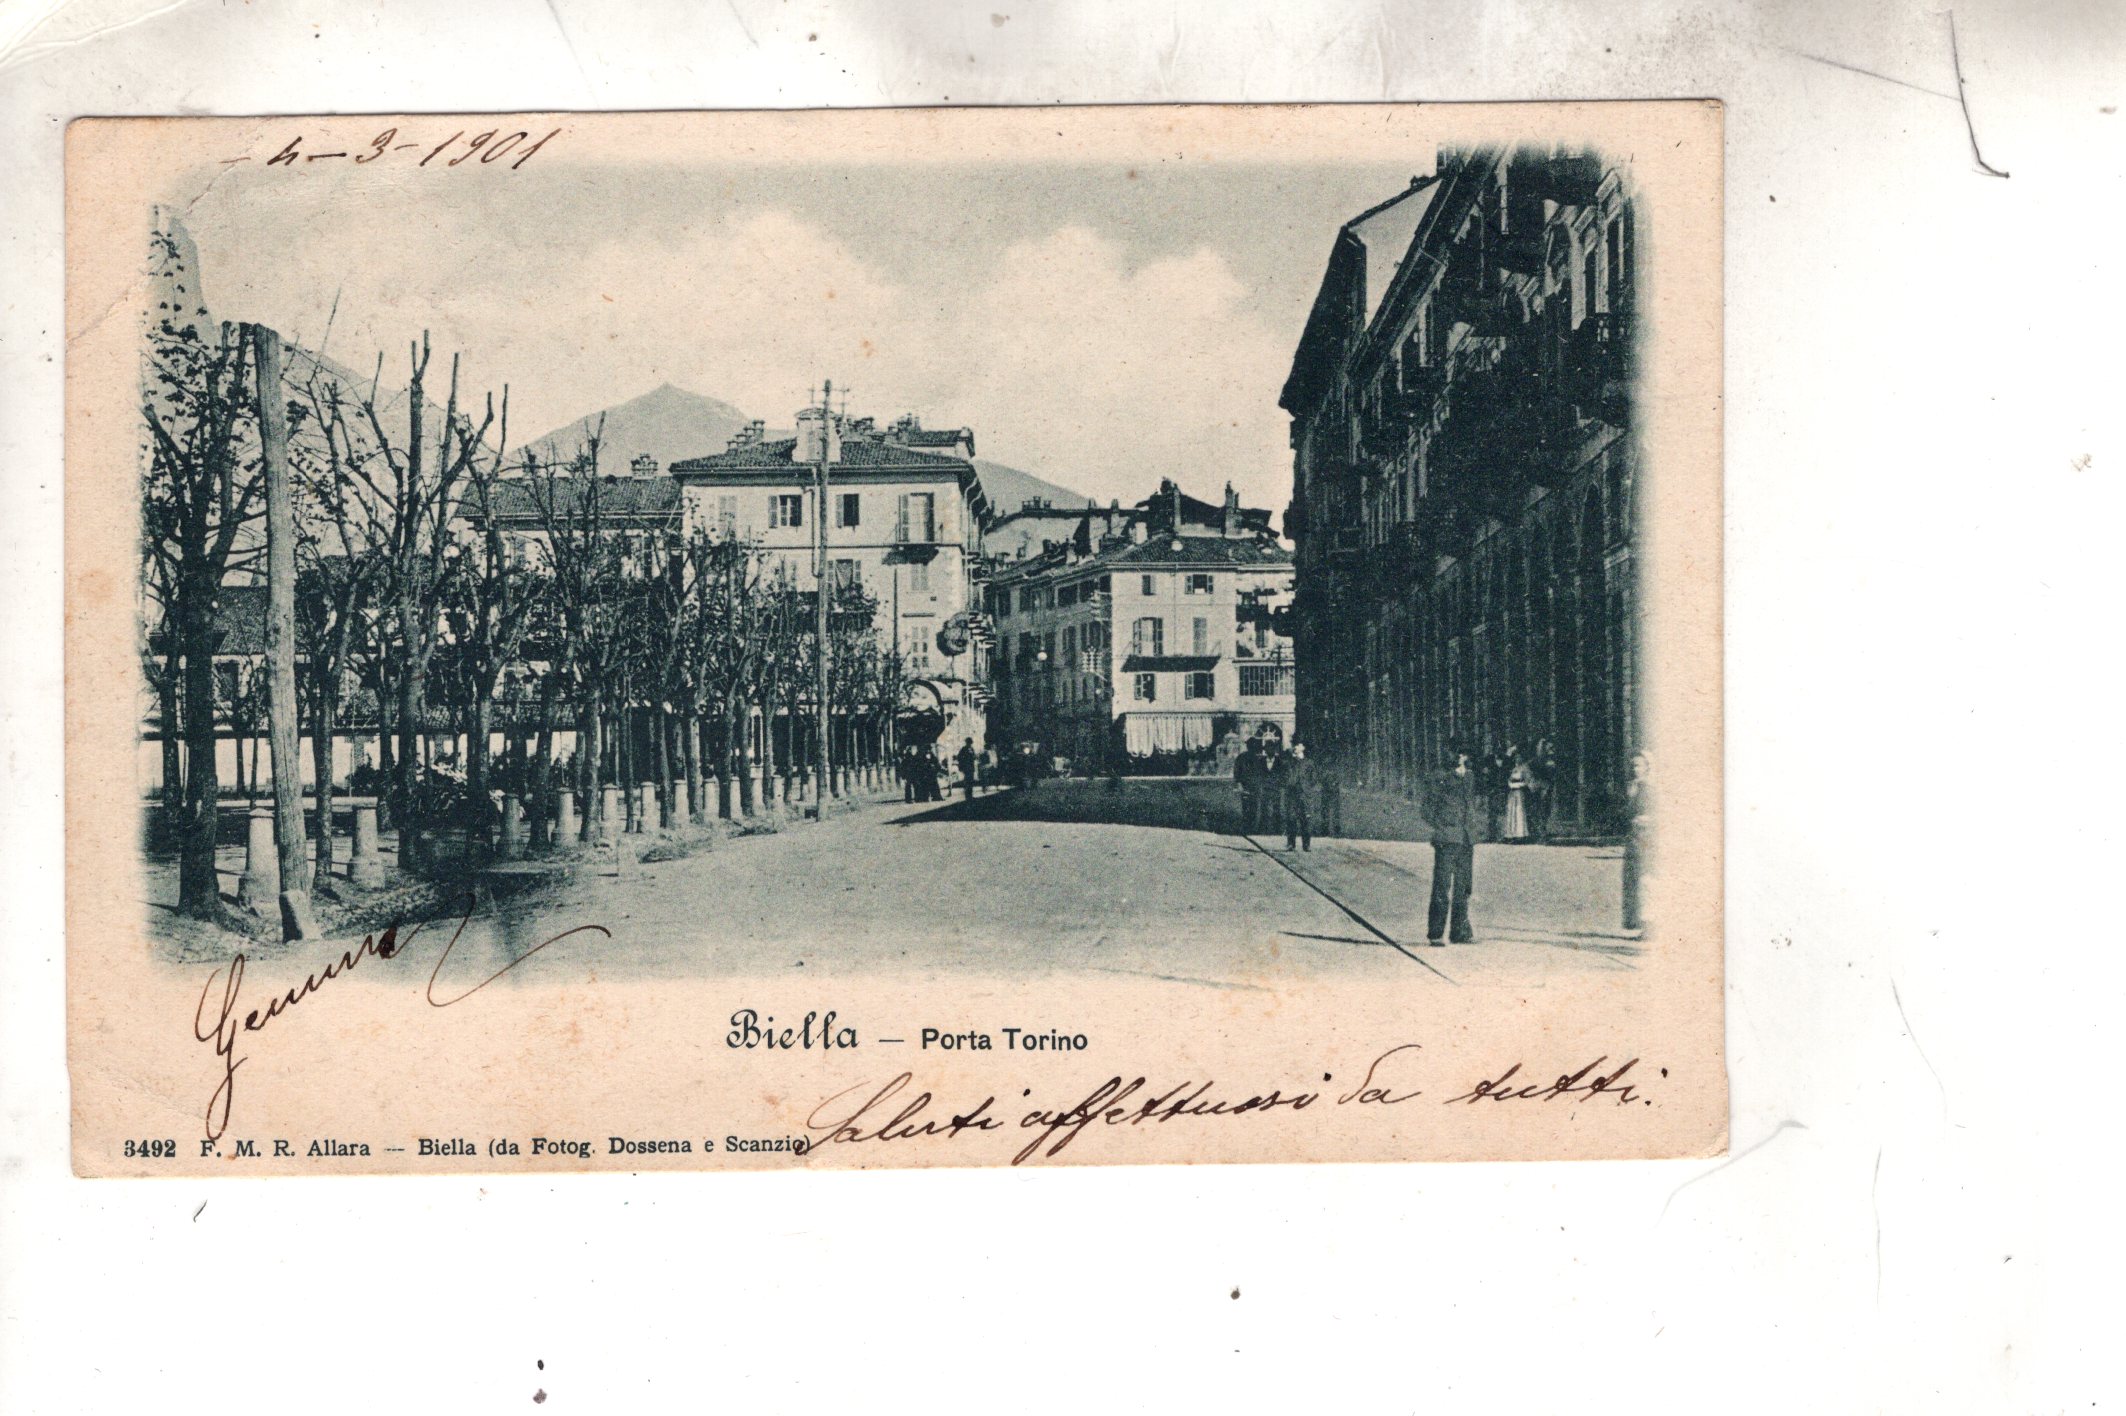 - 4 - 3 - 1901
Gemma
Biella — Porta Torino
Saluti affettuosi da tutti.
3492 F. M. R. Allara — Biella (da Fotog. Dossena e Scanzio)